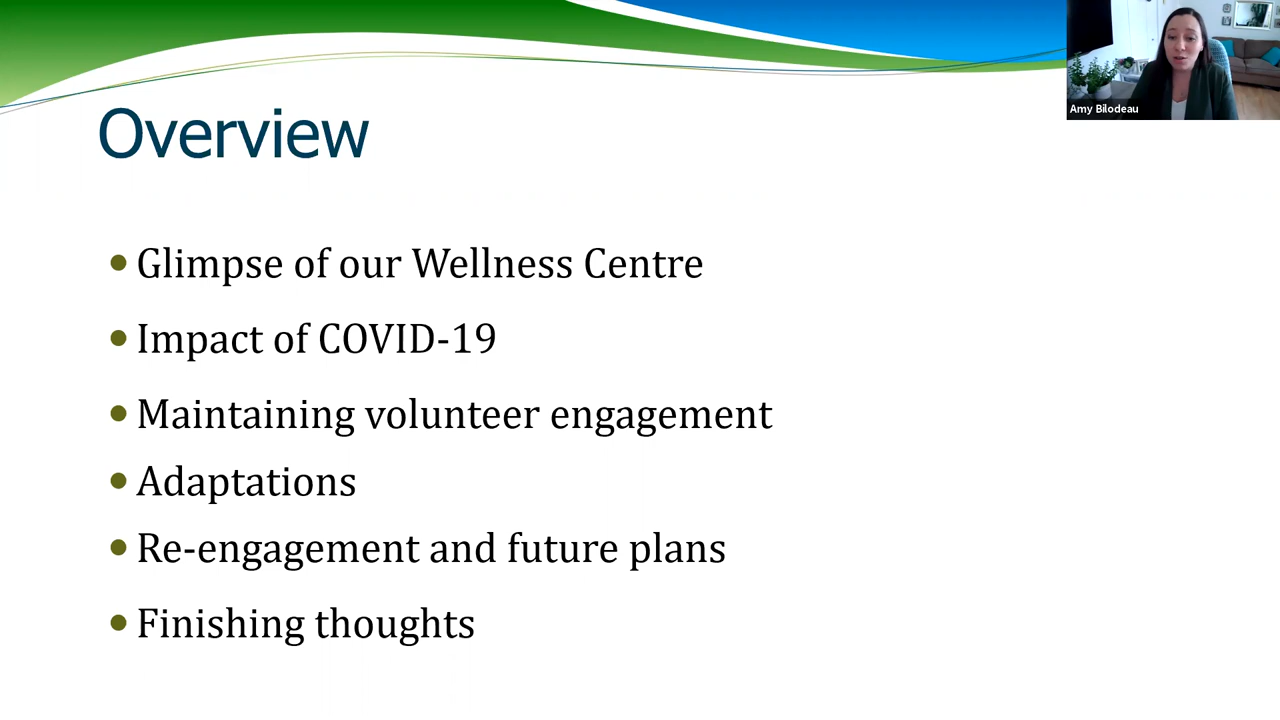 Amy Bilodeau
Overview
Glimpse of our Wellness Centre
Impact of COVID-19
Maintaining volunteer engagement
Adaptations
Re-engagement and future plans
Finishing thoughts